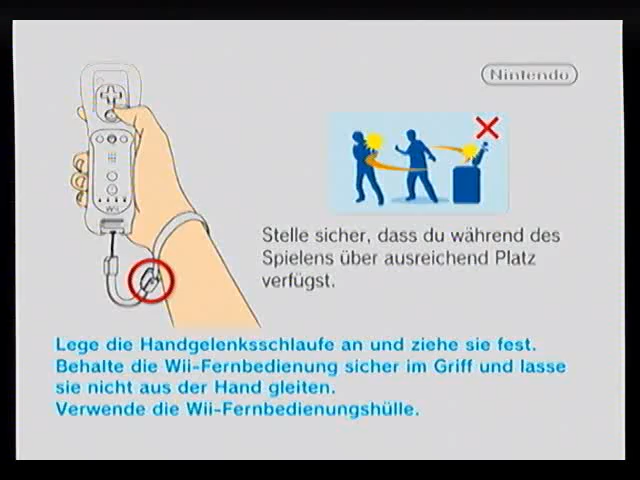 Nintendo
Stelle sicher, dass du während des
Spielens über ausreichend Platz
verfügst.
Lege die Handgelenksschlaufe an und ziehe sie fest.
Behalte die Wii-Fernbedienung sicher im Griff und lasse
sie nicht aus der Hand gleiten.
Verwende die Wii-Fernbedienungshülle.